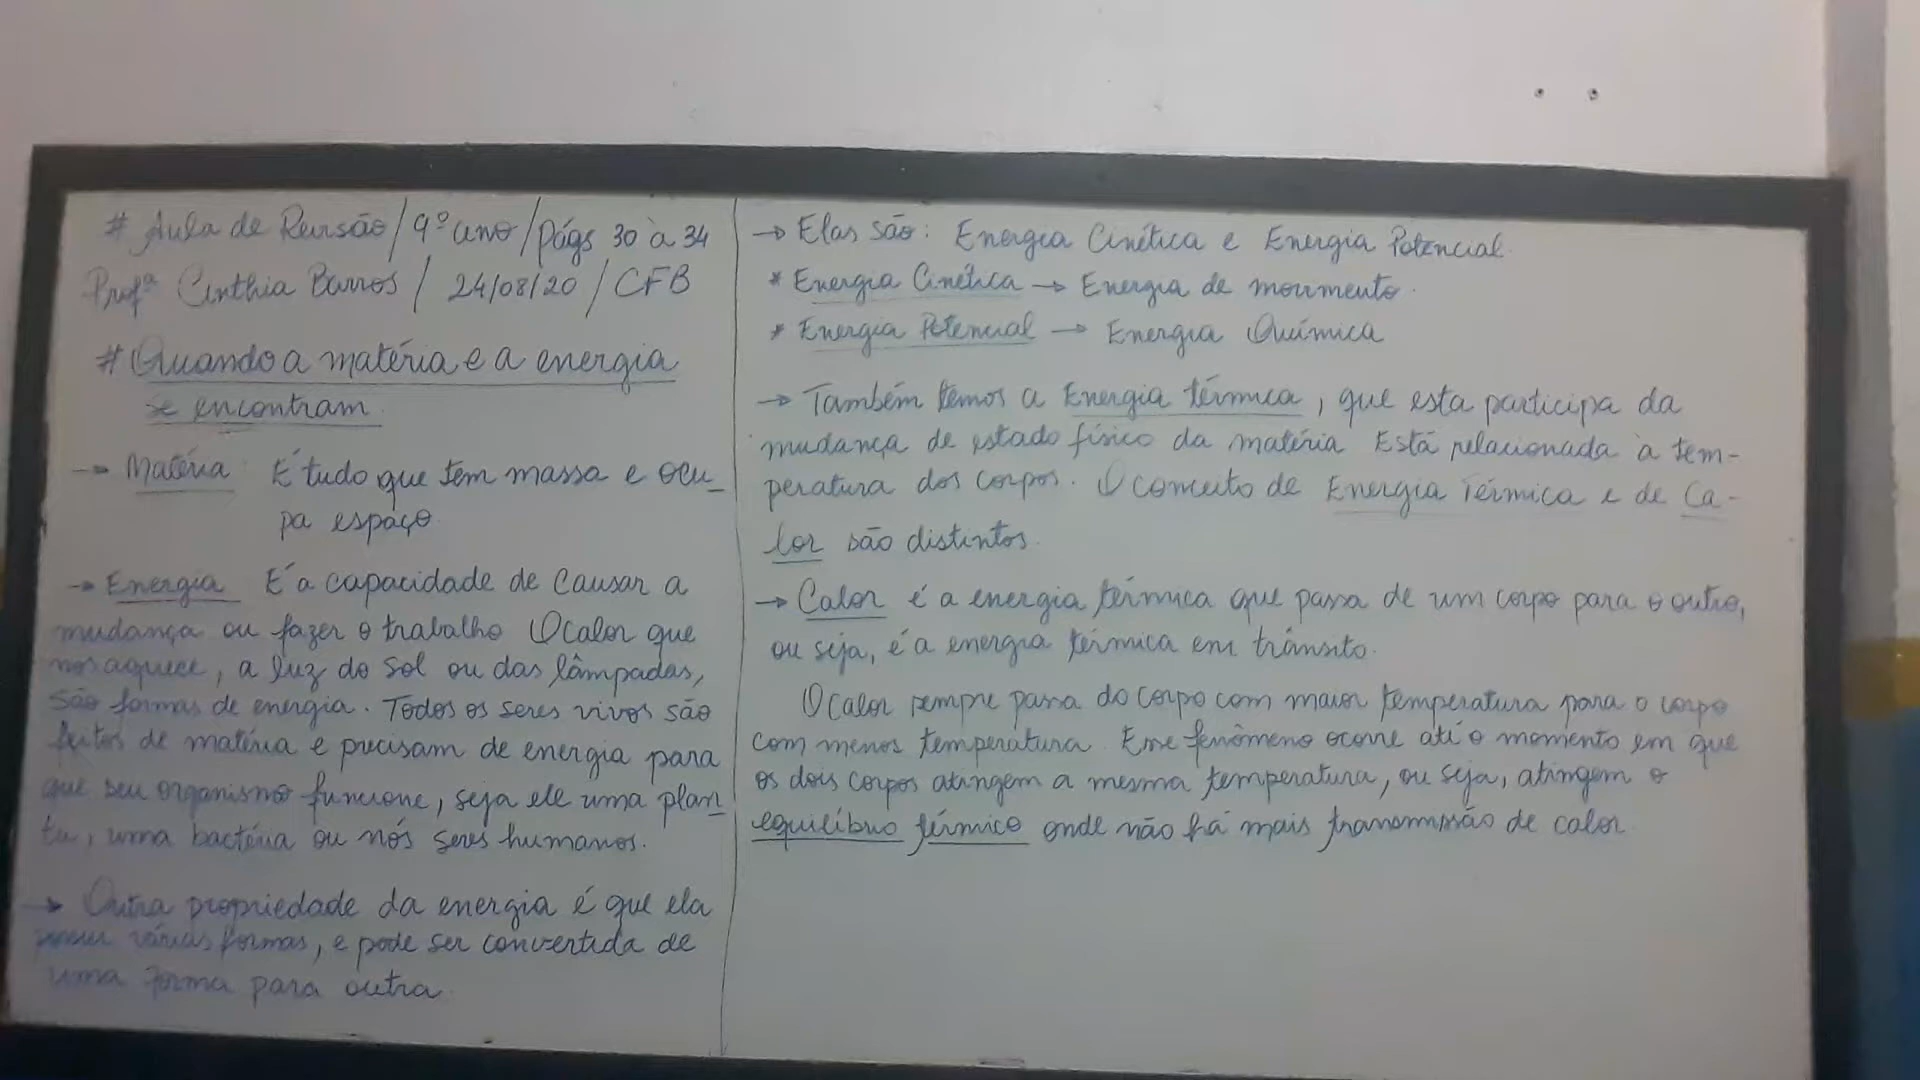 # Aula de Revisão / 9º ano / págs 30 à 34
Profª Cinthia Barros / 24/08/20 / CFB
# Quando a matéria e a energia
se encontram.
→ Matéria: É tudo que tem massa e ocu-
pa espaço.
→ Energia É a capacidade de causar a
mudança ou fazer o trabalho O calor que
nos aquece, a luz do sol ou das lâmpadas,
são formas de energia. Todos os seres vivos são
feitos de matéria e precisam de energia para
que seu organismo funcione, seja ele uma plan-
ta, uma bactéria ou nós seres humanos.
→ Outra propriedade da energia é que ela
possui várias formas, e pode ser convertida de
uma forma para outra.
→ Elas são: Energia Cinética e Energia Potencial.
* Energia Cinética → Energia de movimento.
* Energia Potencial → Energia Química
→ Também temos a Energia térmica, que esta participa da
mudança de estado físico da matéria Está relacionada à tem-
peratura dos corpos. O conceito de Energia Térmica e de Ca-
lor são distintos.
→ Calor é a energia térmica que passa de um corpo para o outro,
ou seja, é a energia térmica em trânsito.
O calor sempre passa do corpo com maior temperatura para o corpo
com menos temperatura. Esse fenômeno ocorre até o momento em que
os dois corpos atingem a mesma temperatura, ou seja, atingem o
equilíbrio térmico onde não há mais transmissão de calor.